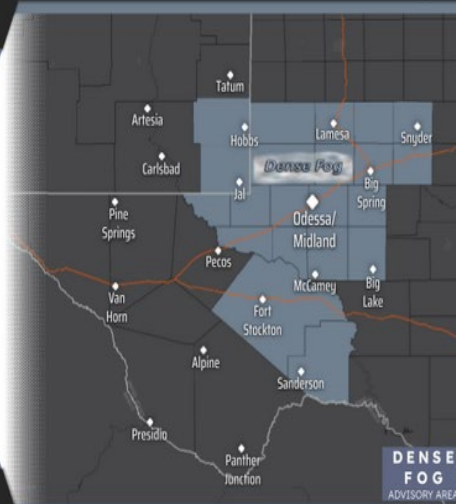 Tatum
Artesia
Hobbs
Lamesa
Snyder
Carlsbad
Dense Fog
Jal
Big
Spring
Pine
Springs
Odessa/
Midland
Pecos
McCamey
Big
Lake
Van
Horn
Fort
Stockton
Alpine
Sanderson
Presidio
Panther
Junction
DENSE
FOG
ADVISORY AREA